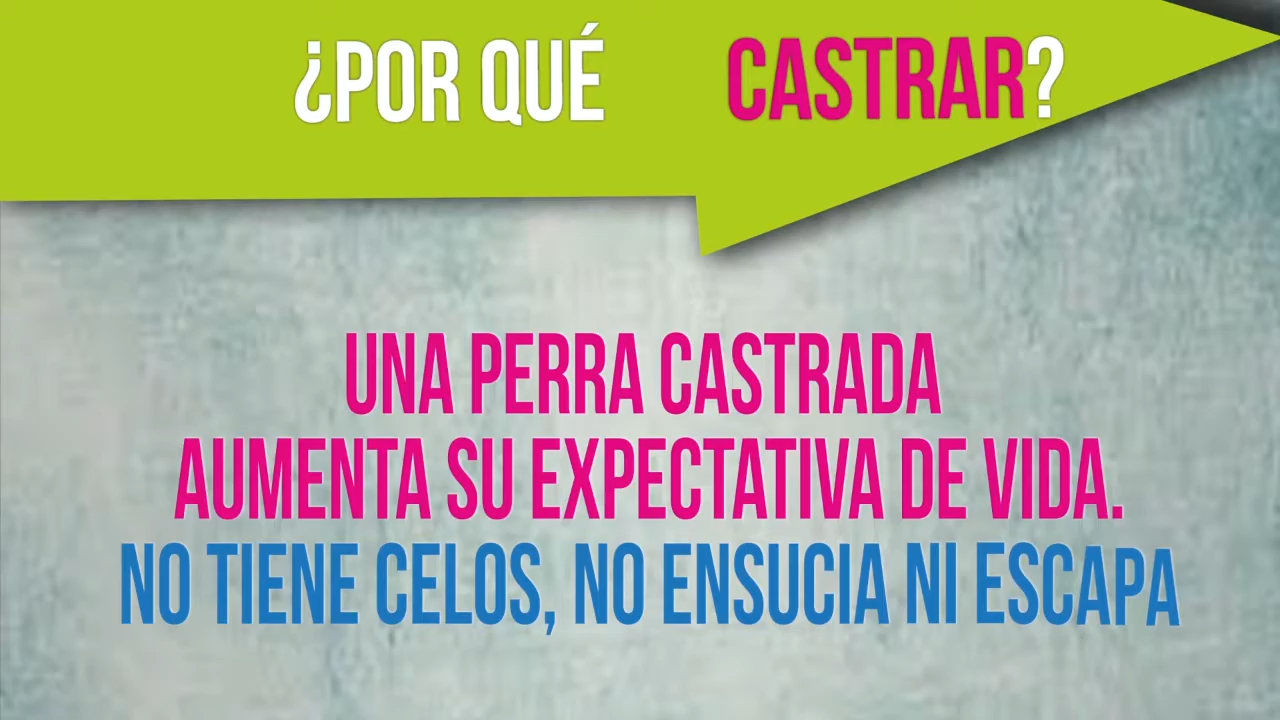 ¿POR QUÉ CASTRAR?
UNA PERRA CASTRADA
AUMENTA SU EXPECTATIVA DE VIDA.
NO TIENE CELOS, NO ENSUCIA NI ESCAPA